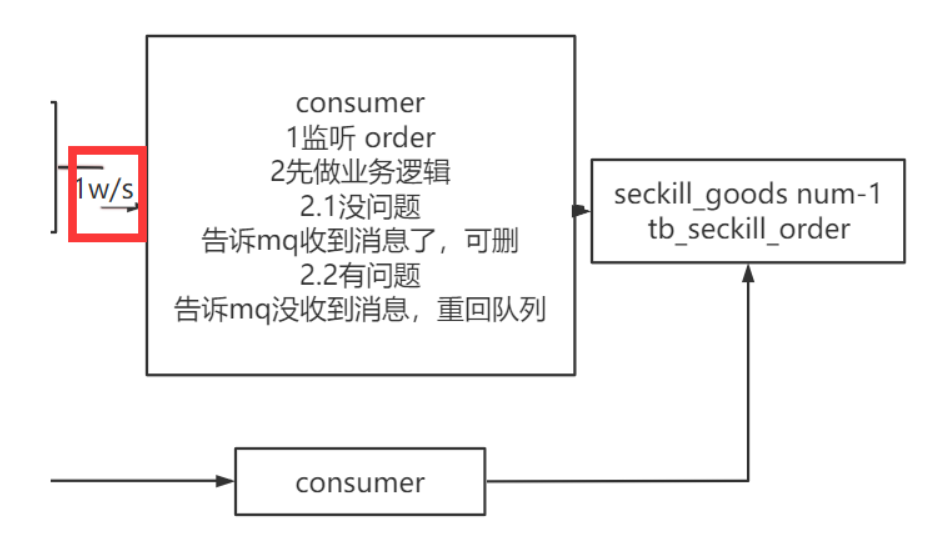 consumer
1监听 order
2先做业务逻辑
2.1没问题
告诉mq收到消息了，可删
2.2有问题
告诉mq没收到消息，重回队列
1w/s
seckill_goods num-1
tb_seckill_order
consumer